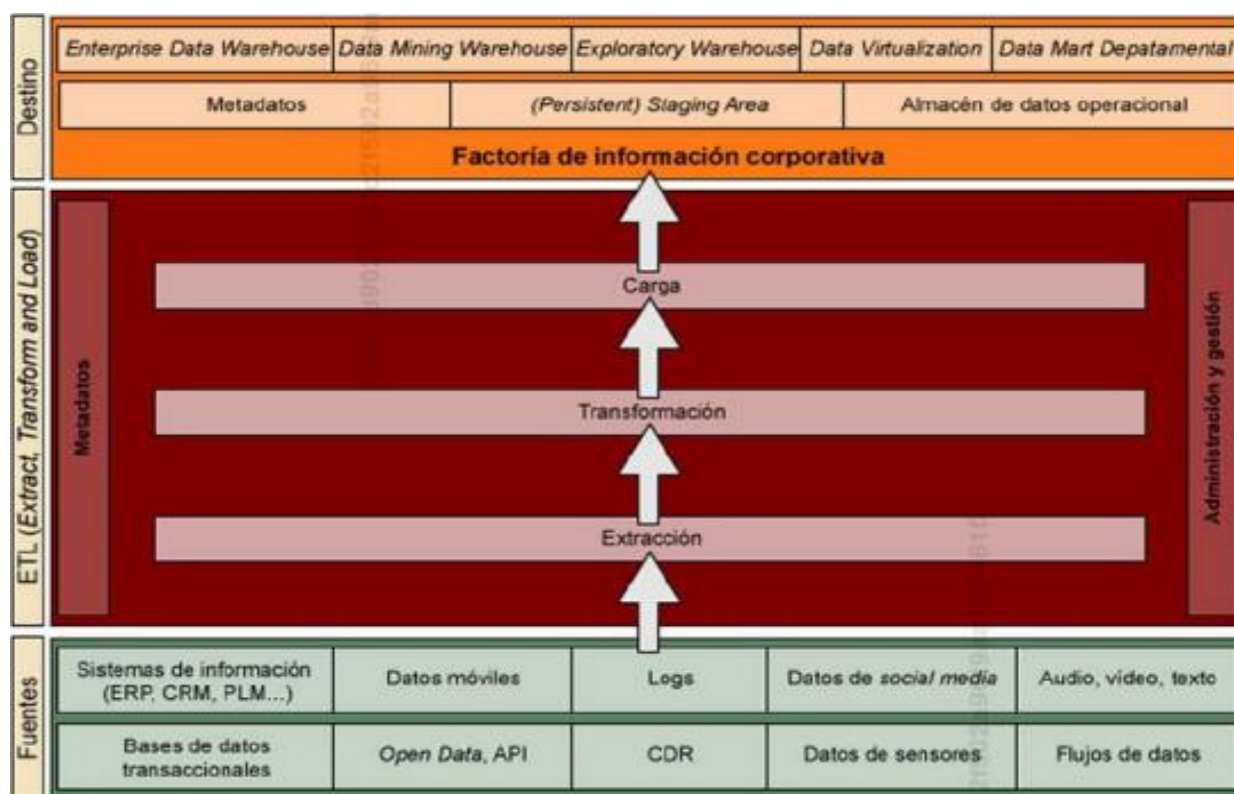 Destino
Enterprise Data Warehouse
Data Mining Warehouse
Exploratory Warehouse
Data Virtualization
Data Mart Depatamental
Metadatos
(Persistent) Staging Area
Almacén de datos operacional
Factoría de información corporativa
ETL (Extract, Transform and Load)
Metadatos
Carga
Transformación
Extracción
Administración y gestión
Fuentes
Sistemas de información
(ERP, CRM, PLM...)
Datos móviles
Logs
Datos de social media
Audio, vídeo, texto
Bases de datos
transaccionales
Open Data, API
CDR
Datos de sensores
Flujos de datos